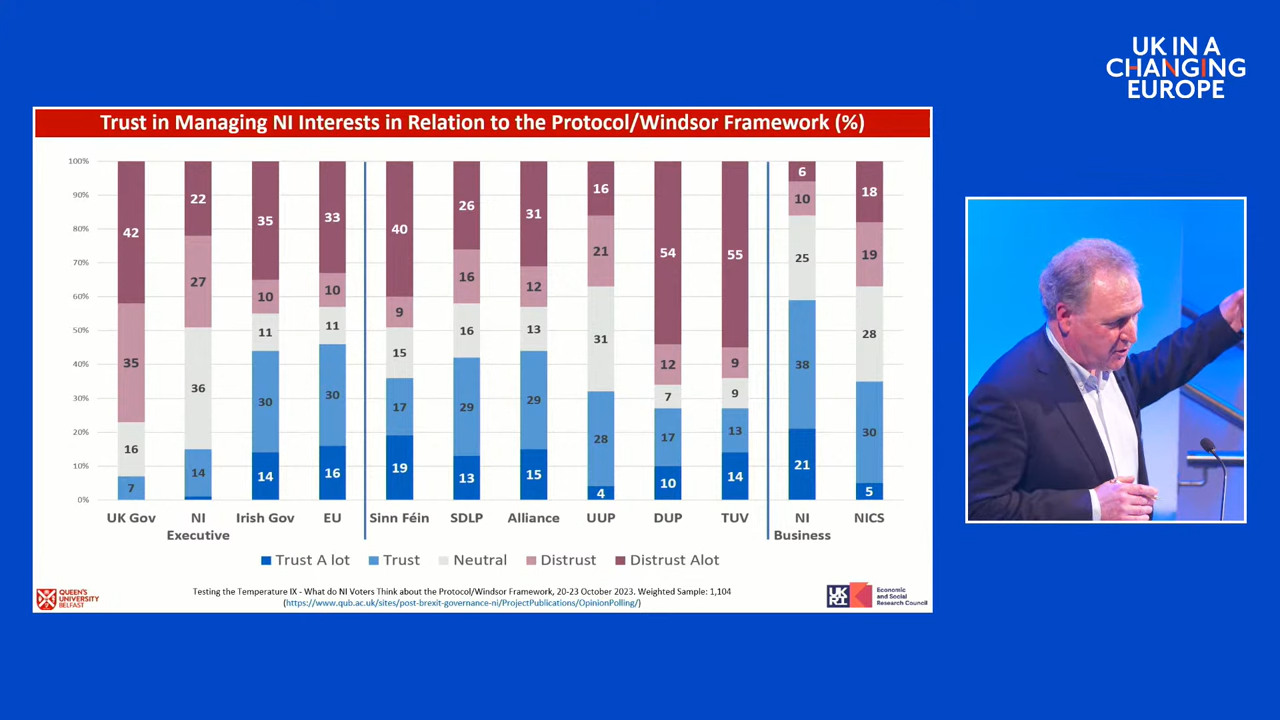 UK IN A
CHANGING
EUROPE
Trust in Managing NI Interests in Relation to the Protocol/Windsor Framework (%)
100%
90%
80%
70%
60%
50%
40%
30%
20%
10%
0%
42
35
16
7
22
27
36
14
35
10
11
30
14
33
10
11
30
16
40
9
15
17
19
26
16
16
29
13
31
12
13
29
15
16
21
31
28
4
54
12
7
17
10
55
9
9
13
14
6
10
25
38
21
18
19
28
30
5
UK Gov
NI
Executive
Irish Gov
EU
Sinn Féin
SDLP
Alliance
UUP
DUP
TUV
NI
Business
NICS
Trust A lot
Trust
Neutral
Distrust
Distrust Alot
QUEEN'S
UNIVERSITY
BELFAST
Testing the Temperature IX - What do NI Voters Think about the Protocol/Windsor Framework, 20-23 October 2023. Weighted Sample: 1,104
(https://www.qub.ac.uk/sites/post-brexit-governance-ni/ProjectPublications/OpinionPolling/)
UK
RI
Economic
and Social
Research Council